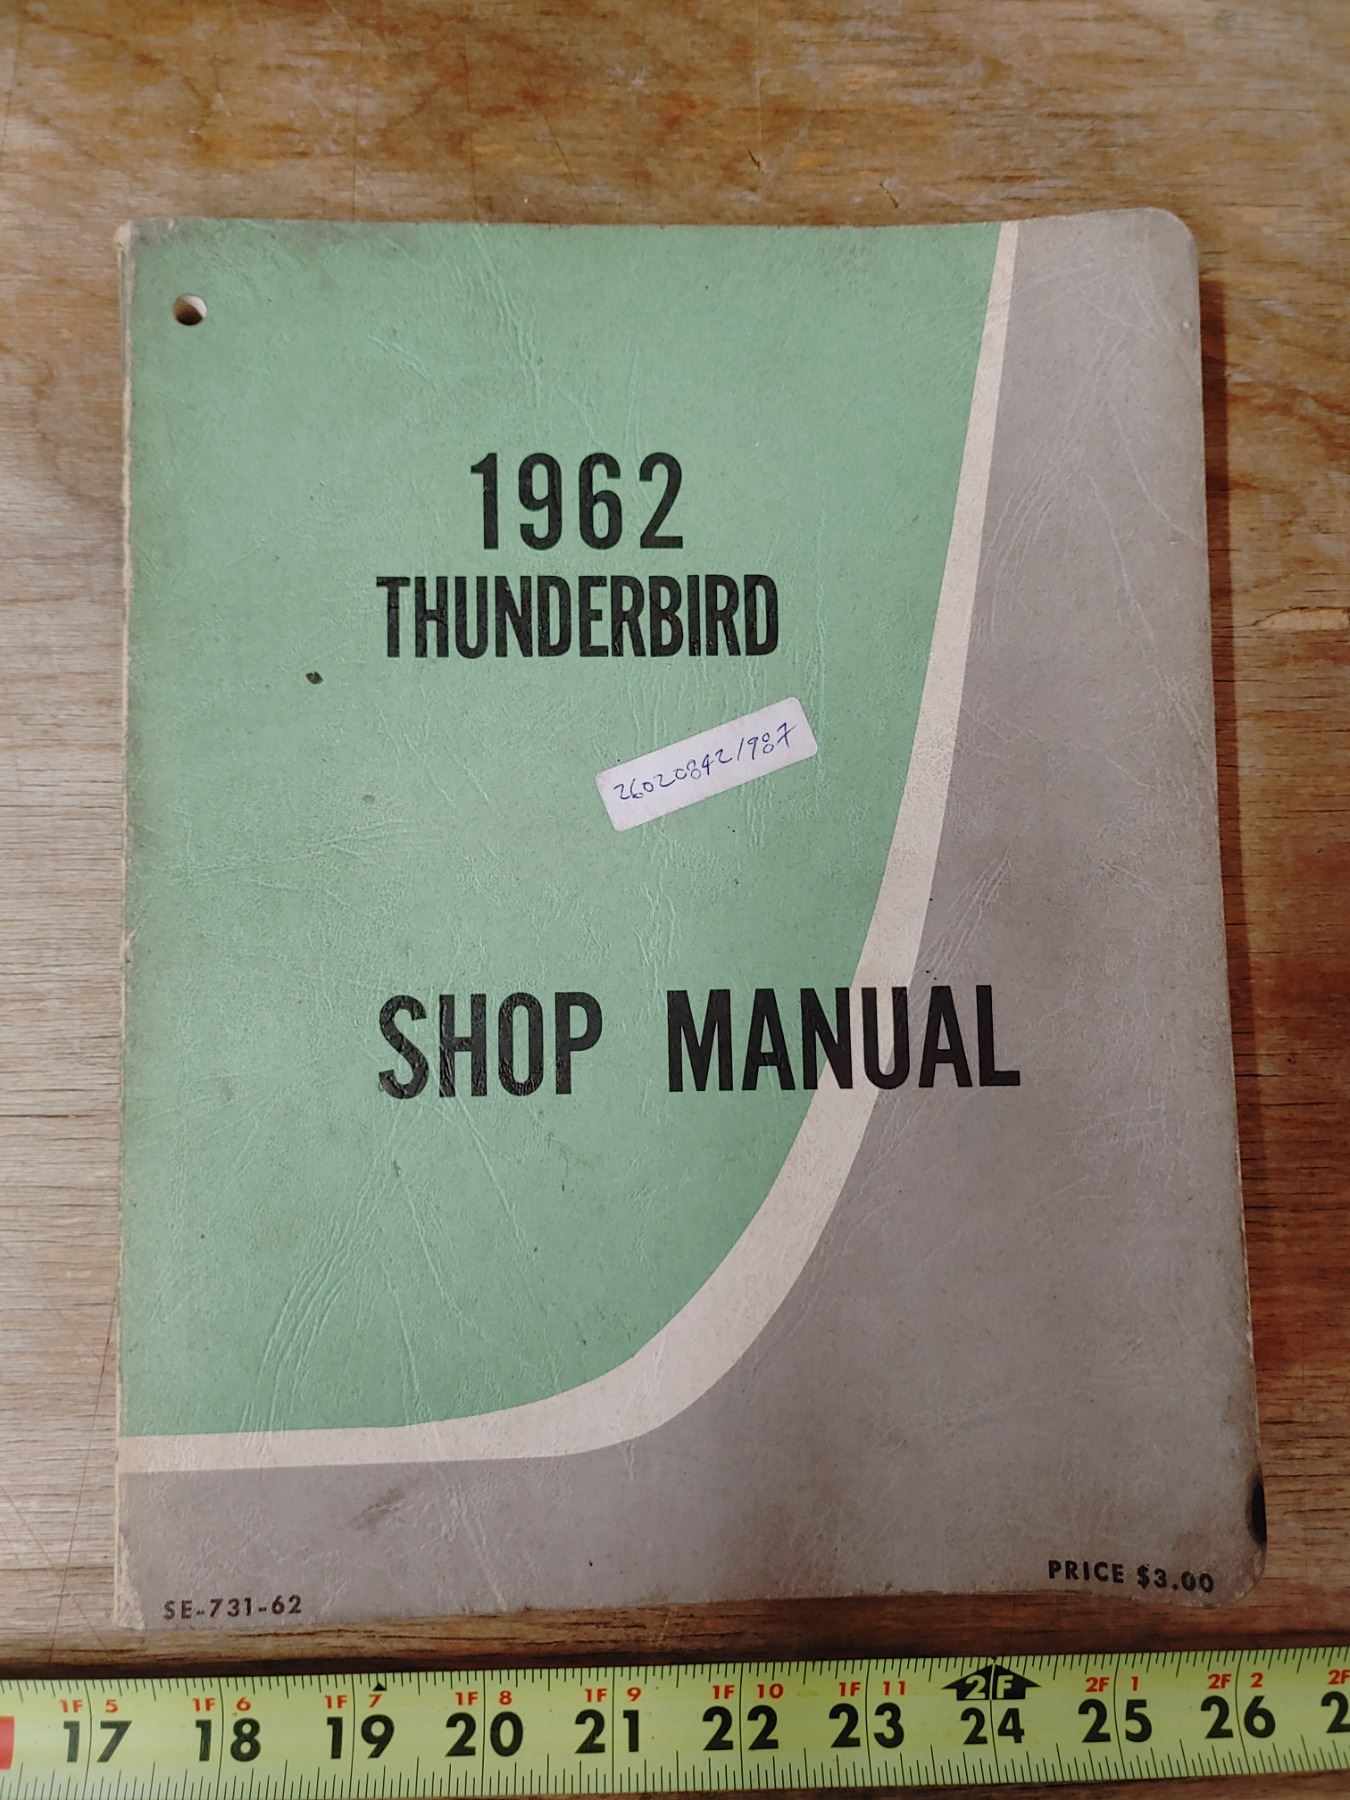 1962
THUNDERBIRD
26020842/987
SHOP MANUAL
PRICE $3.00
SE-731-62
1F 5 1F 6 1F 7 1F 8 1F 9 1F 10 1F 11 2F 2F 1 2F 2 2F
17 18 19 20 21 22 23 24 25 26 2